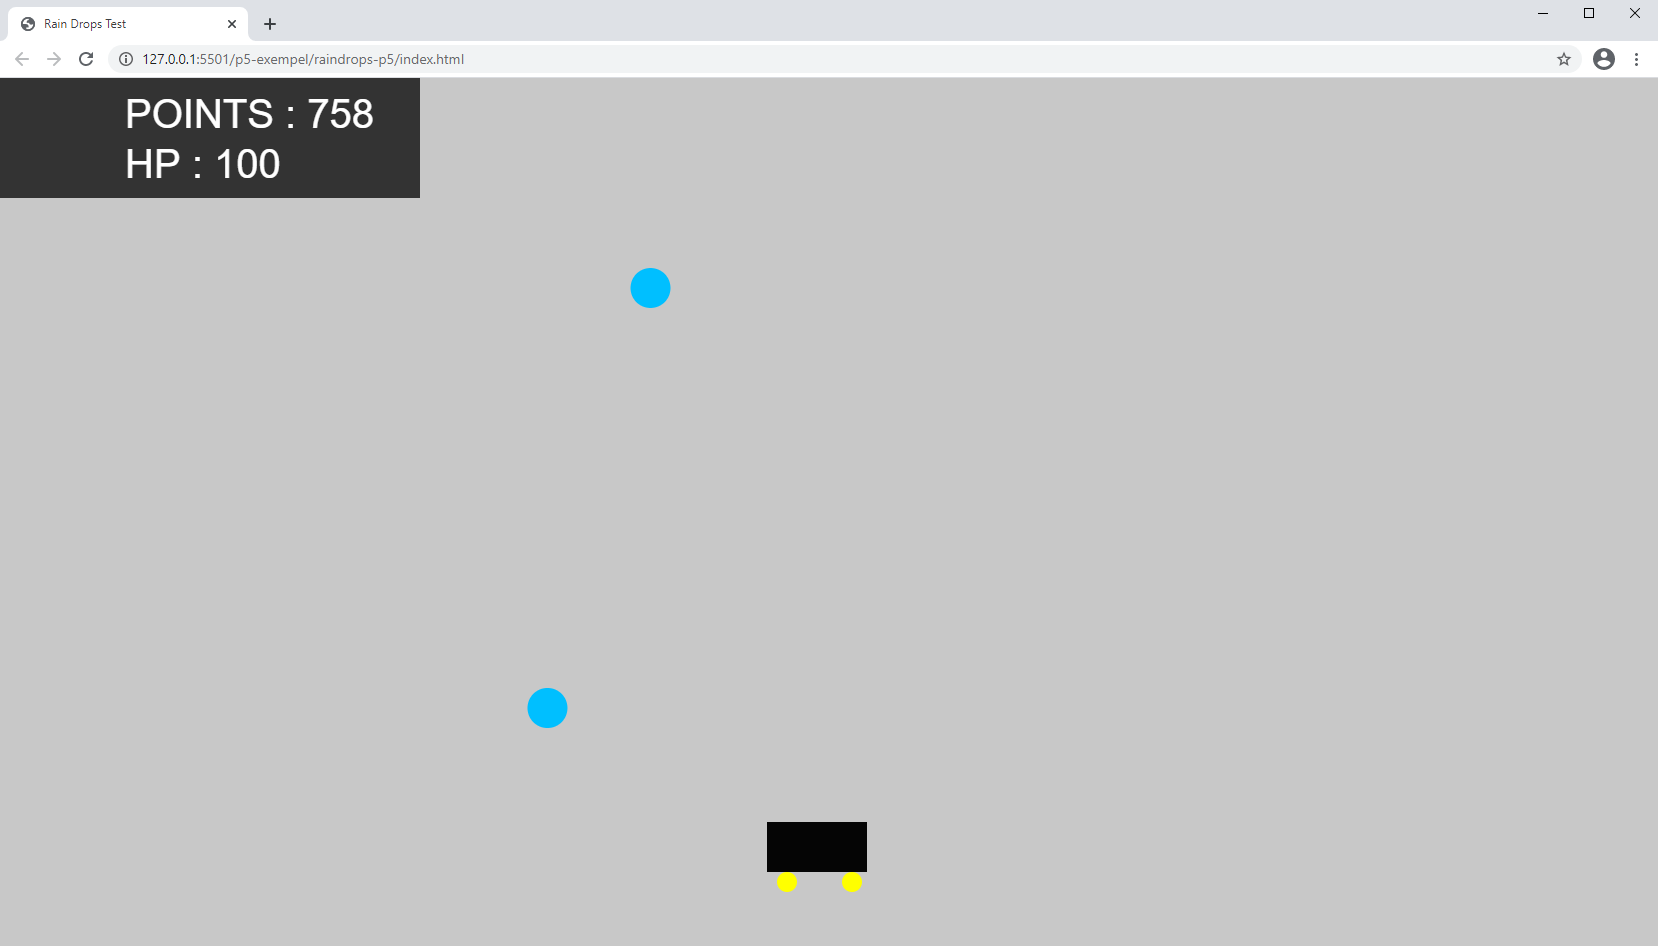 Rain Drops Test
127.0.0.1:5501/p5-exempel/raindrops-p5/index.html
POINTS : 758
HP : 100